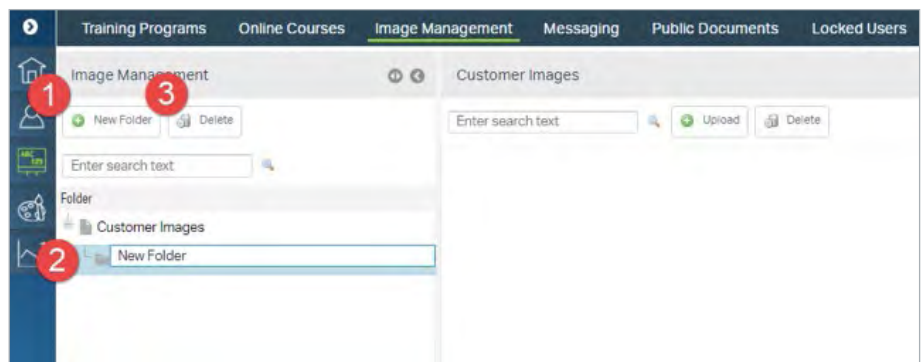 Training Programs Online Courses Image Management Messaging Public Documents Locked Users
Image Management
Customer Images
1
3
New Folder
Delete
Enter search text
Upload
Delete
Enter search text
Folder
Customer Images
2
New Folder